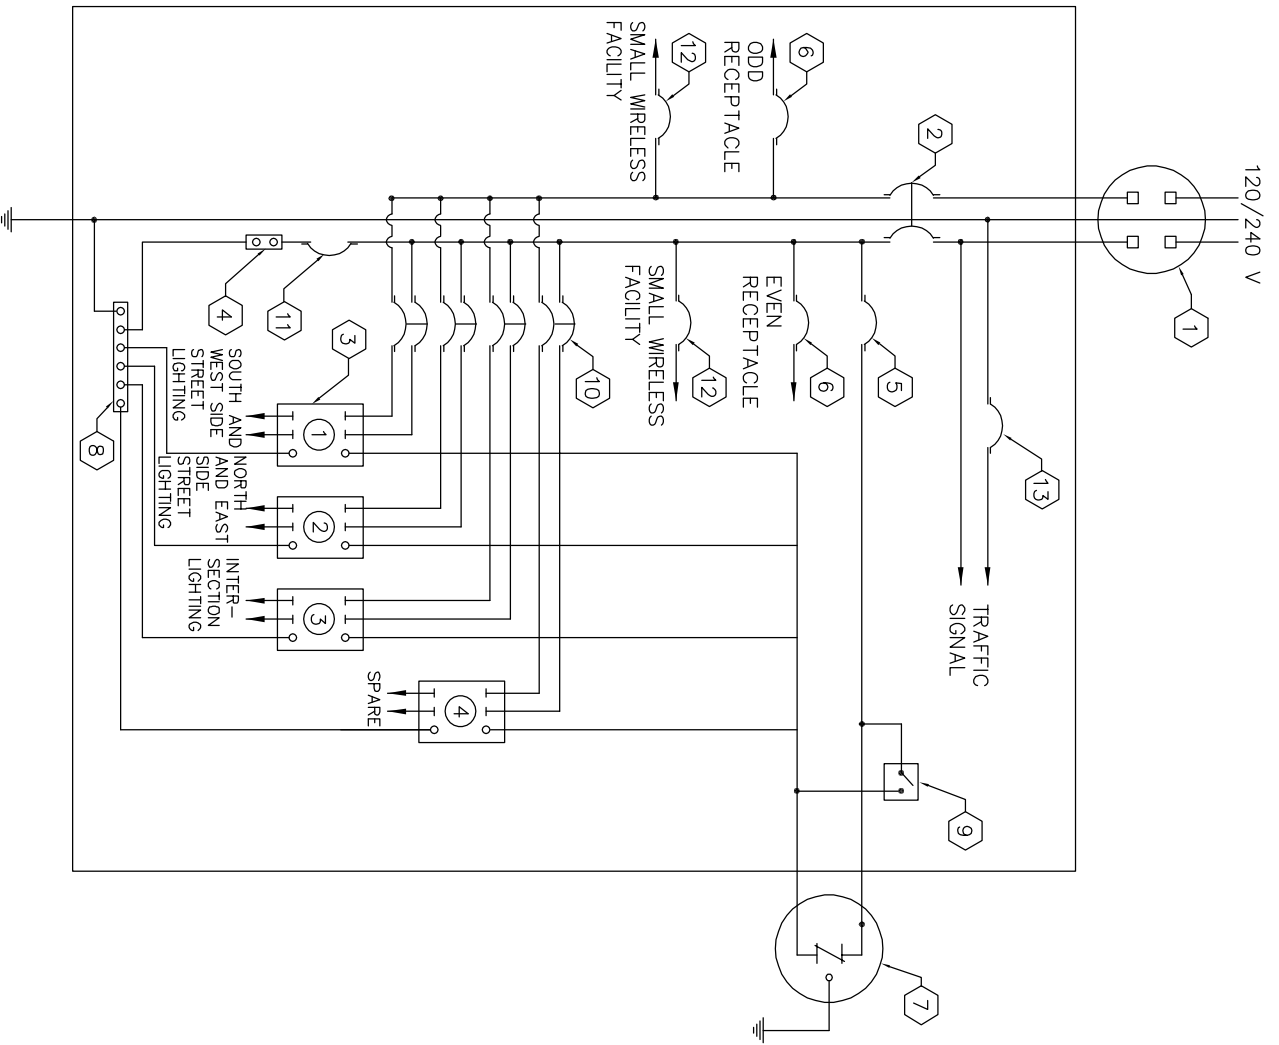 120/240 V
1
2
6
ODD
RECEPTACLE
12
SMALL WIRELESS
FACILITY
13
TRAFFIC
SIGNAL
5
6
EVEN
RECEPTACLE
12
SMALL WIRELESS
FACILITY
10
3
11
4
8
1
SOUTH AND
WEST SIDE
STREET
LIGHTING
2
NORTH
AND EAST
SIDE
STREET
LIGHTING
3
INTER-
SECTION
LIGHTING
4
SPARE
9
7